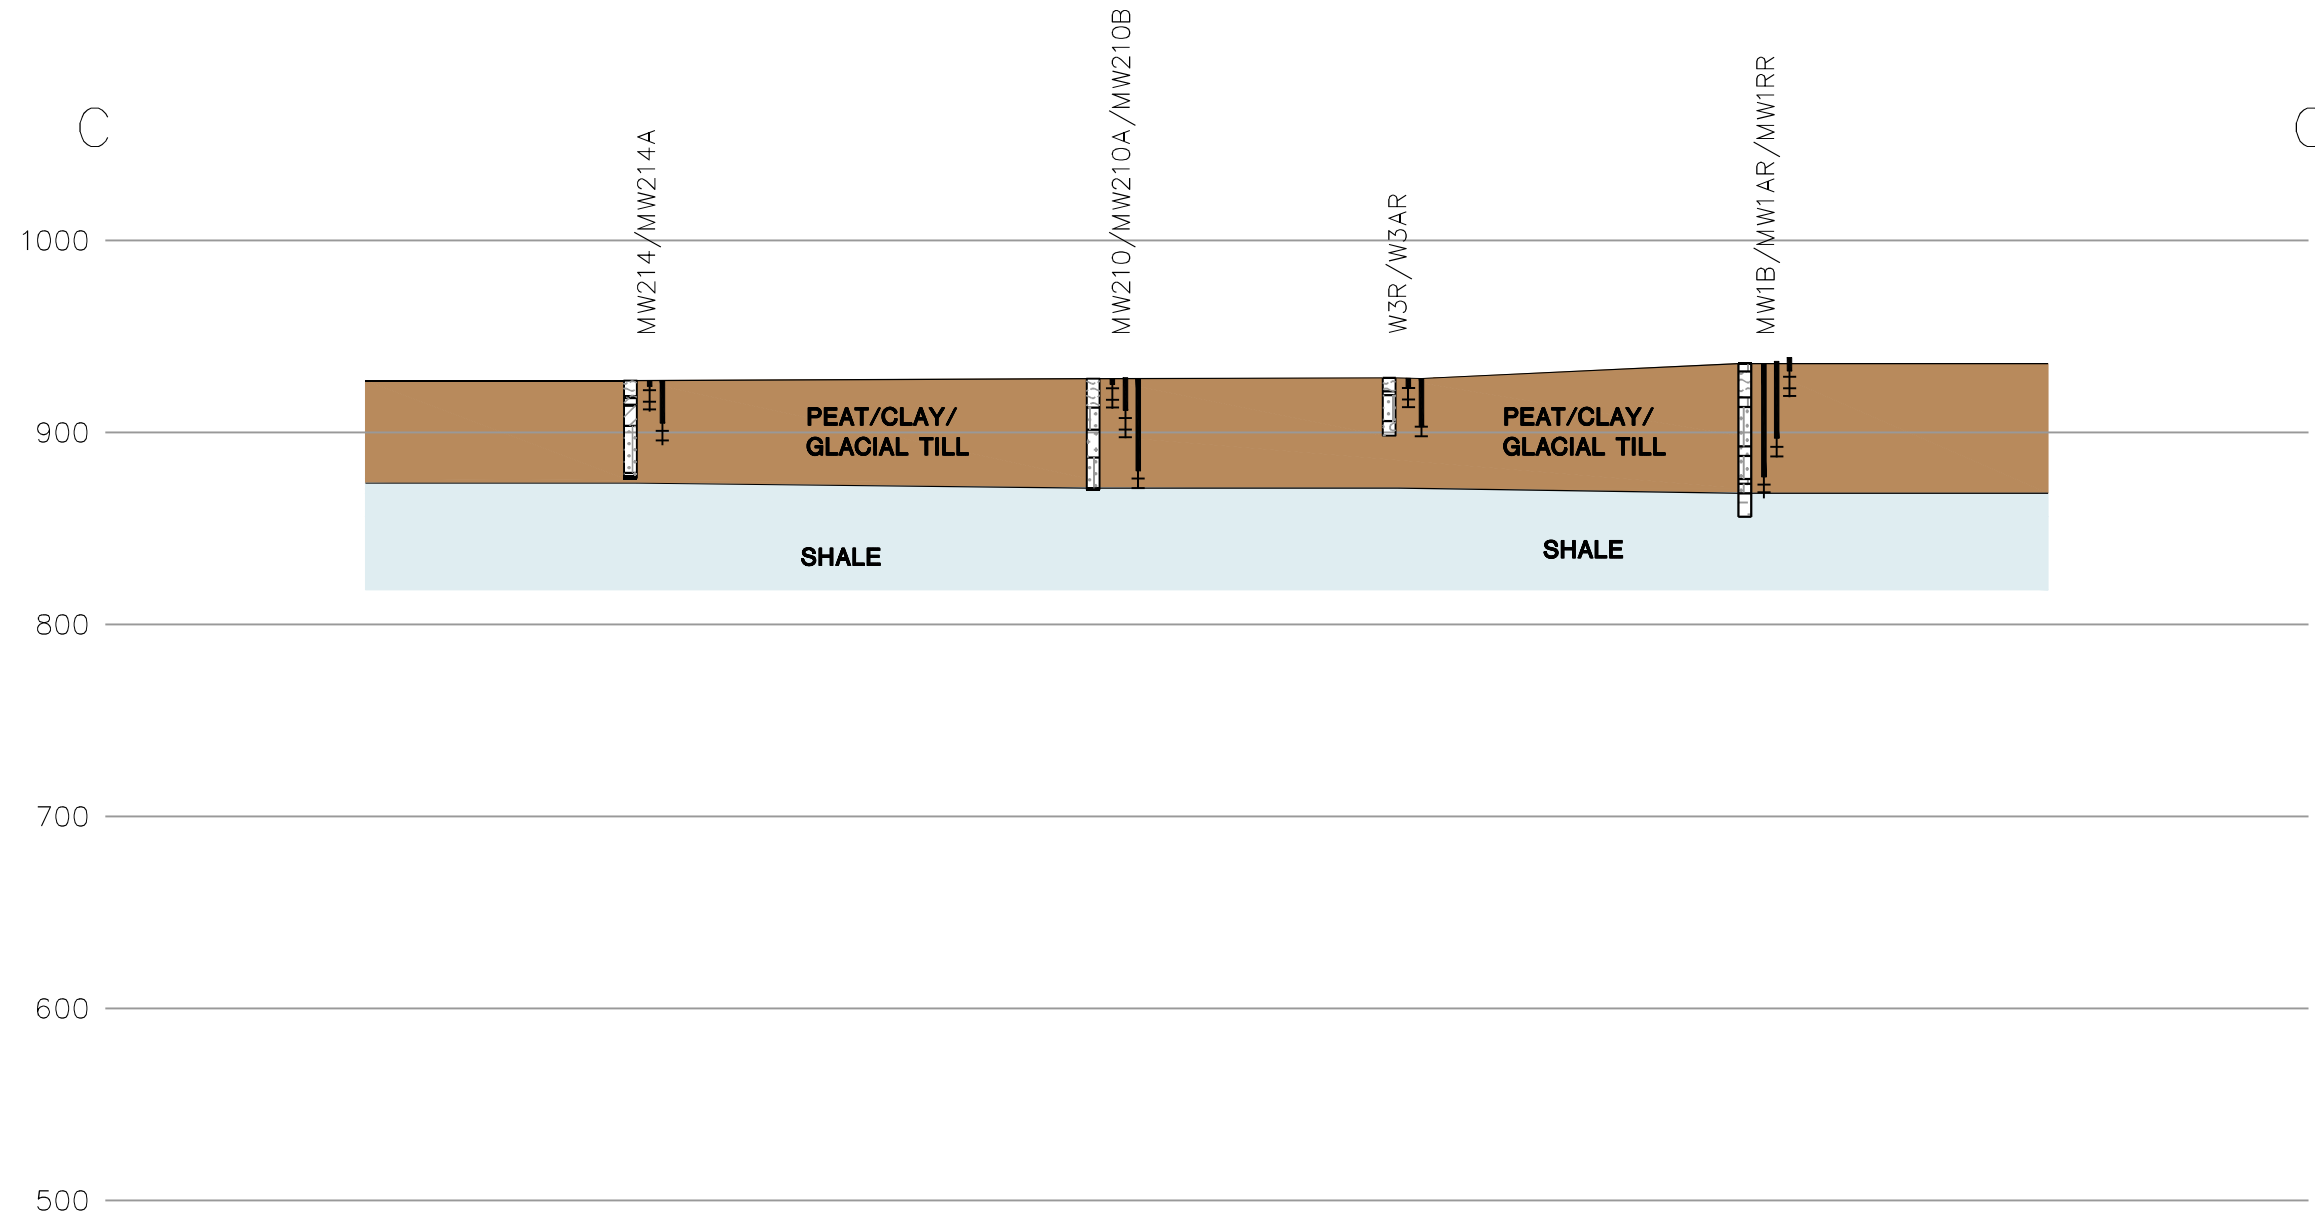 C
C
MW214/MW214A
MW210/MW210A/MW210B
W3R/W3AR
MW1B/MW1AR/MW1RR
1000
900
PEAT/CLAY/
GLACIAL TILL
PEAT/CLAY/
GLACIAL TILL
SHALE
SHALE
800
700
600
500